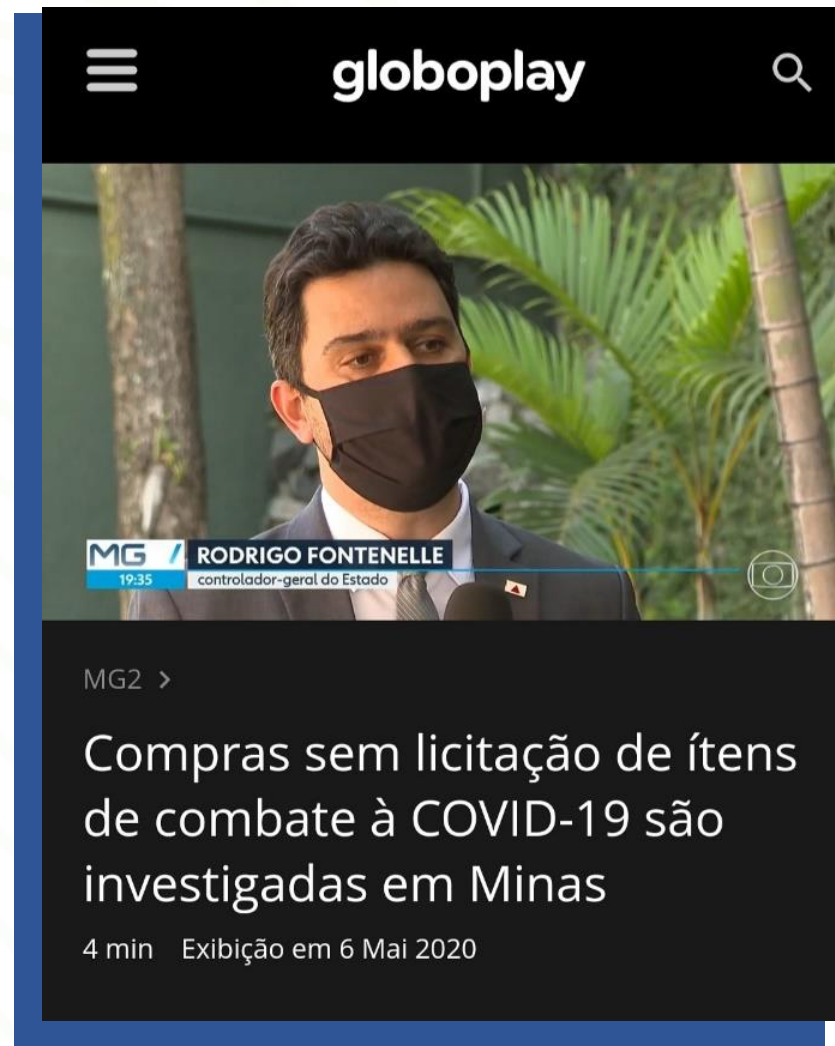 globoplay
MG /
19:35
RODRIGO FONTENELLE
controlador-geral do Estado
MG2 >
Compras sem licitação de ítens
de combate à COVID-19 são
investigadas em Minas
4 min Exibição em 6 Mai 2020